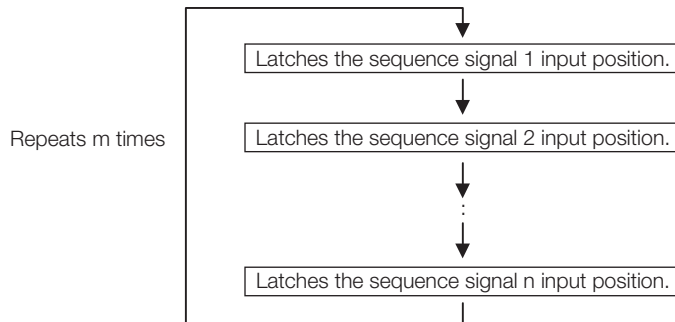 Latches the sequence signal 1 input position.
Latches the sequence signal 2 input position.
Repeats m times
:
Latches the sequence signal n input position.